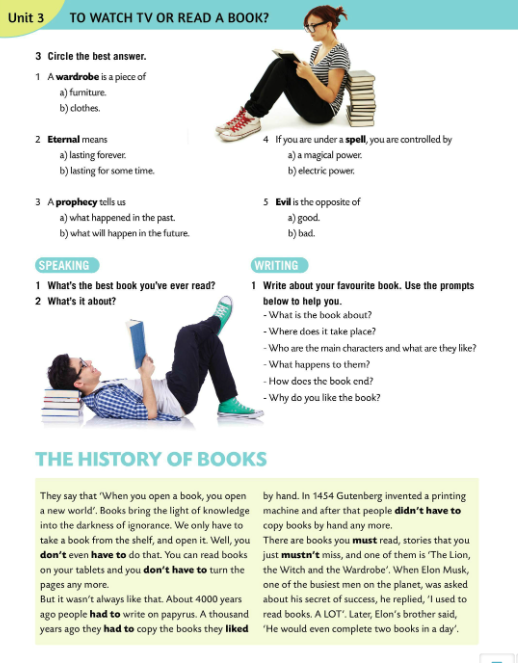 Unit 3 TO WATCH TV OR READ A BOOK?
3 Circle the best answer.
1 A wardrobe is a piece of
a) furniture.
b) clothes.
2 Eternal means
a) lasting forever.
b) lasting for some time.
3 A prophecy tells us
a) what happened in the past.
b) what will happen in the future.
4 If you are under a spell, you are controlled by
a) a magical power.
b) electric power.
5 Evil is the opposite of
a) good.
b) bad.
SPEAKING
1 What's the best book you've ever read?
2 What's it about?
WRITING
1 Write about your favourite book. Use the prompts
below to help you.
- What is the book about?
- Where does it take place?
- Who are the main characters and what are they like?
- What happens to them?
- How does the book end?
- Why do you like the book?
THE HISTORY OF BOOKS
They say that 'When you open a book, you open
a new world'. Books bring the light of knowledge
into the darkness of ignorance. We only have to
take a book from the shelf, and open it. Well, you
don't even have to do that. You can read books
on your tablets and you don't have to turn the
pages any more.
But it wasn't always like that. About 4000 years
ago people had to write on papyrus. A thousand
years ago they had to copy the books they liked
by hand. In 1454 Gutenberg invented a printing
machine and after that people didn't have to
copy books by hand any more.
There are books you must read, stories that you
just mustn't miss, and one of them is 'The Lion,
the Witch and the Wardrobe'. When Elon Musk,
one of the busiest men on the planet, was asked
about his secret of success, he replied, 'I used to
read books. A LOT'. Later, Elon's brother said,
'He would even complete two books in a day'.